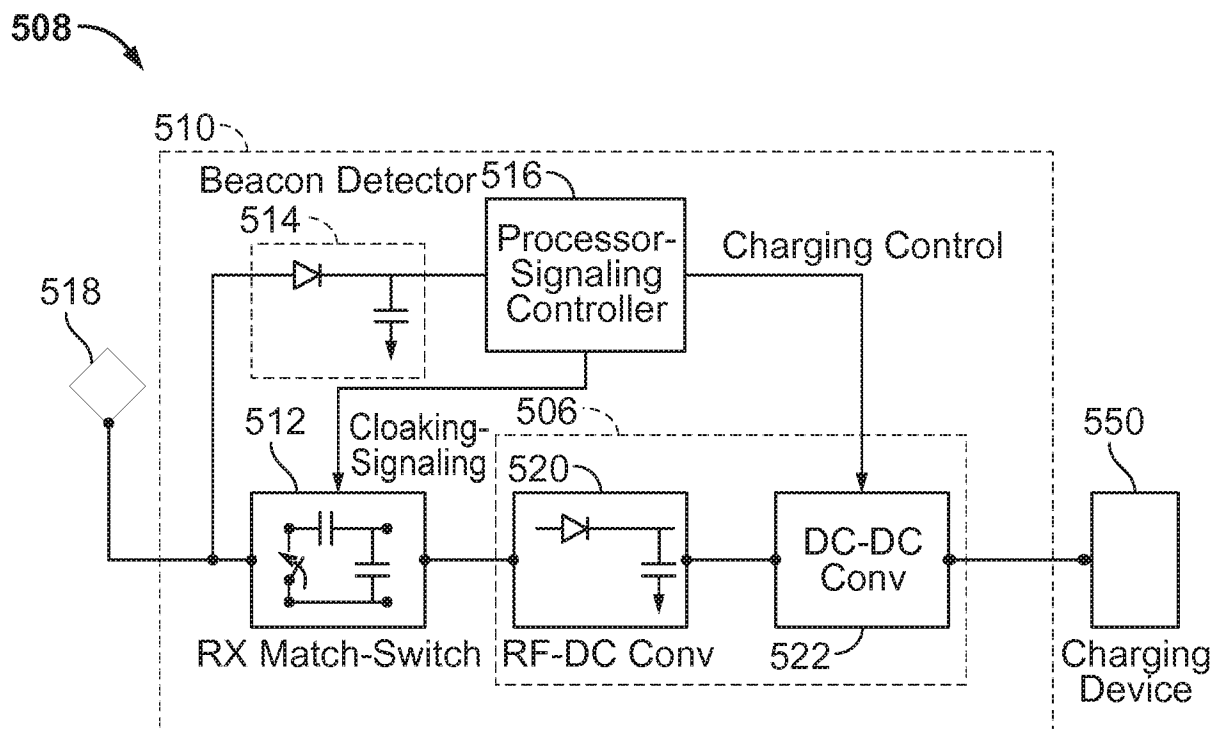 508
510
Beacon Detector
516
514
Processor-
Signaling
Controller
Charging Control
518
512
Cloaking-
Signaling
506
520
550
DC-DC
Conv
RX Match-Switch
RF-DC Conv
522
Charging
Device